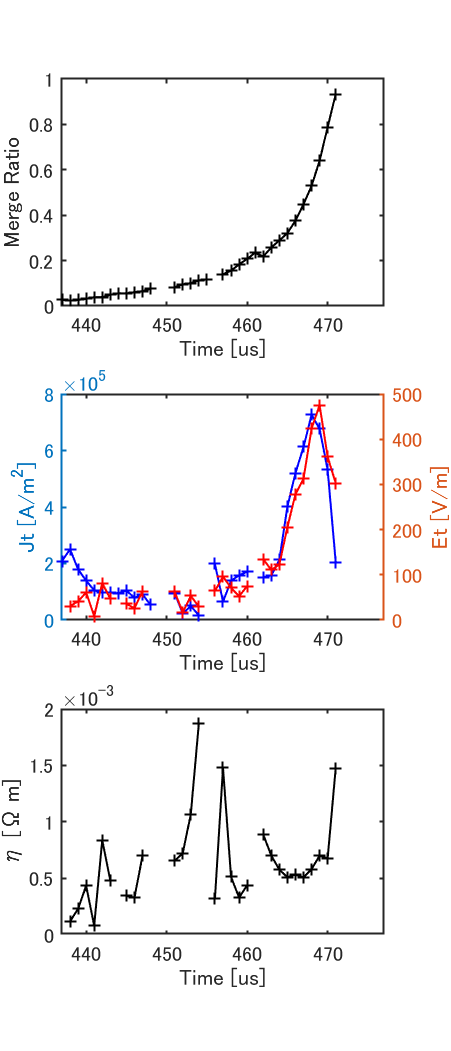 1
0.8
0.6
0.4
0.2
0
Merge Ratio
440 450 460 470
Time [us]
×10^5
8
6
4
2
0
Jt [A/m^2]
500
400
300
200
100
0
Et [V/m]
440 450 460 470
Time [us]
×10^-3
2
1.5
1
0.5
0
η [Ω m]
440 450 460 470
Time [us]